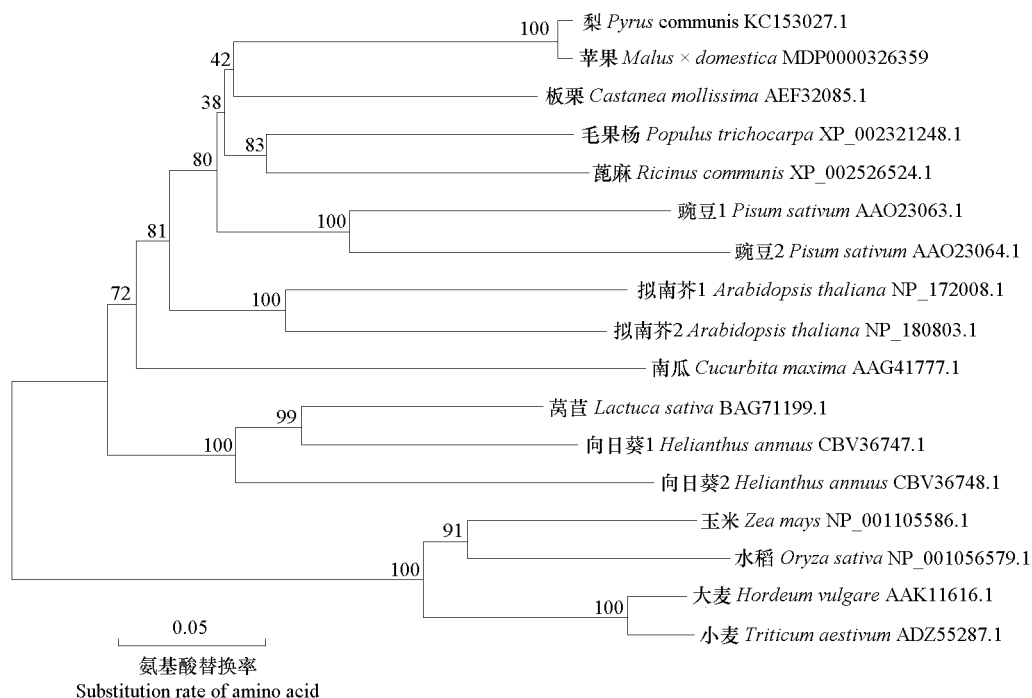 100
梨 Pyrus communis KC153027.1
42
苹果 Malus × domestica MDP0000326359
38
板栗 Castanea mollissima AEF32085.1
83
毛果杨 Populus trichocarpa XP_002321248.1
80
蓖麻 Ricinus communis XP_002526524.1
81
100
豌豆1 Pisum sativum AAO23063.1
豌豆2 Pisum sativum AAO23064.1
72
100
拟南芥1 Arabidopsis thaliana NP_172008.1
拟南芥2 Arabidopsis thaliana NP_180803.1
南瓜 Cucurbita maxima AAG41777.1
99
莴苣 Lactuca sativa BAG71199.1
100
向日葵1 Helianthus annuus CBV36747.1
向日葵2 Helianthus annuus CBV36748.1
91
玉米 Zea mays NP_001105586.1
100
水稻 Oryza sativa NP_001056579.1
100
大麦 Hordeum vulgare AAK11616.1
小麦 Triticum aestivum ADZ55287.1
0.05
氨基酸替换率
Substitution rate of amino acid